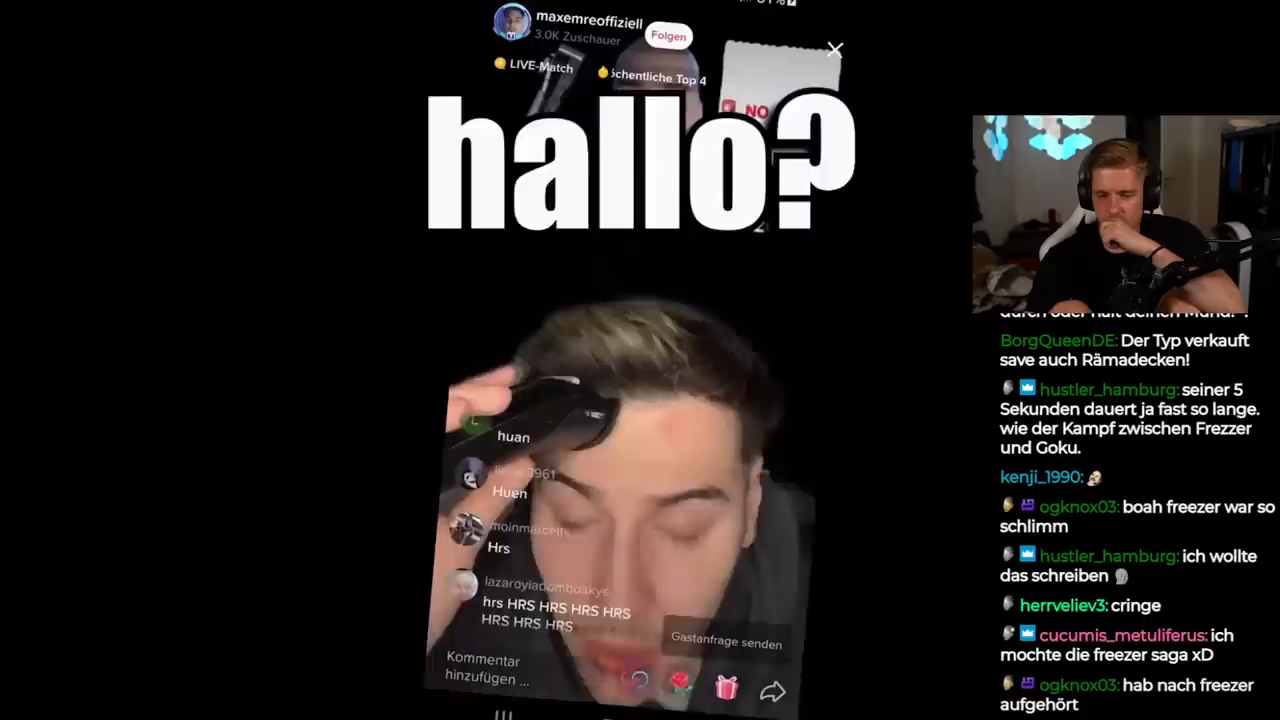 maxemreoffiziell
3.0K Zuschauer
Folgen
LIVE-Match
chentliche Top 4
NO
hallo?
huan
Huen
Hrs
hrs HRS HRS HRS HRS
HRS HRS HRS
Gastanfrage senden
Kommentar
hinzufügen ...
BorgQueenDE: Der Typ verkauft
save auch Rämadecken!
hustler_hamburg: seiner 5
Sekunden dauert ja fast so lange.
wie der Kampf zwischen Frezzer
und Goku.
kenji_1990:
ogknox03: boah freezer war so
schlimm
hustler_hamburg: ich wollte
das schreiben
herrveliev3: cringe
cucumis_metuliferus: ich
mochte die freezer saga xD
ogknox03: hab nach freezer
aufgehört